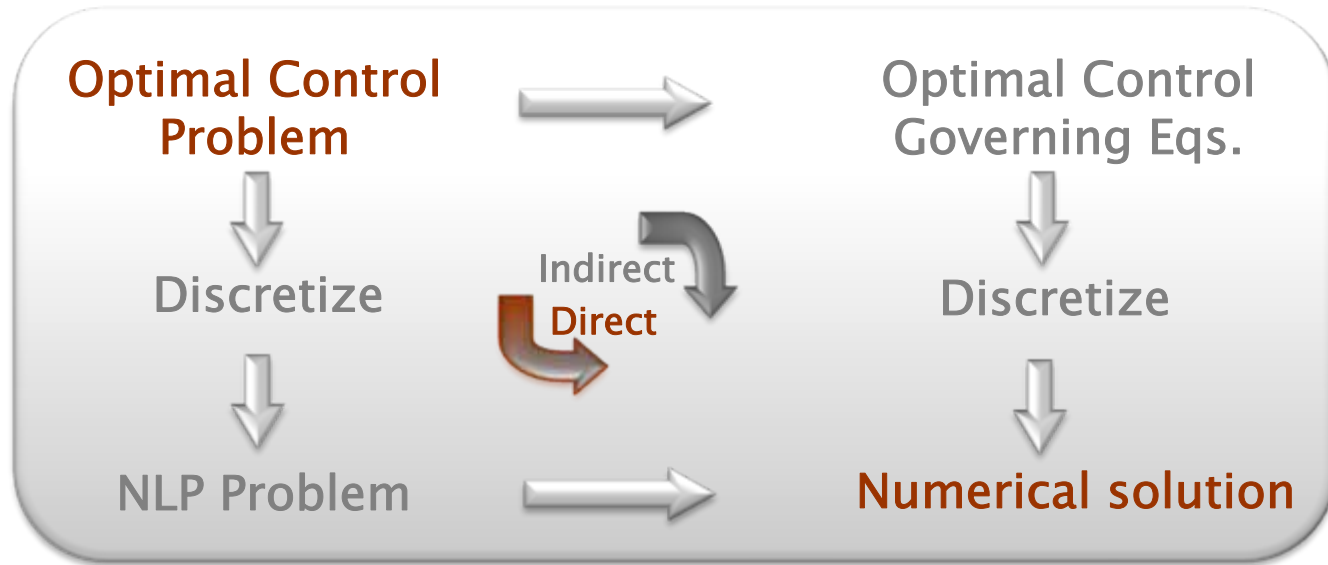 Optimal Control
Problem
Optimal Control
Governing Eqs.
Indirect
Direct
Discretize
Discretize
NLP Problem
Numerical solution